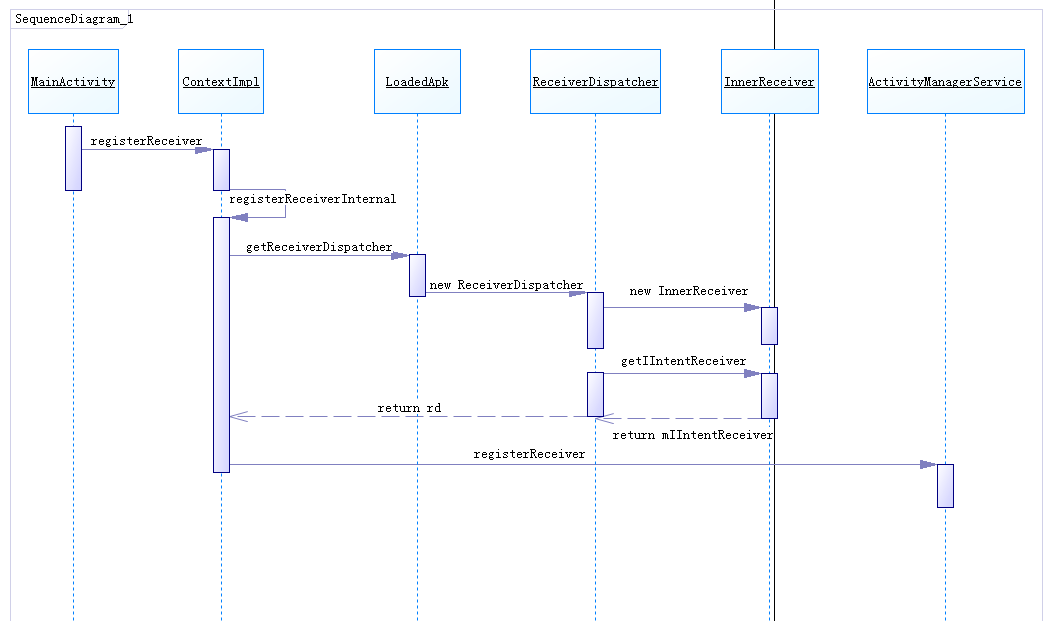 SequenceDiagram_1
MainActivity
ContextImpl
LoadedApk
ReceiverDispatcher
InnerReceiver
ActivityManagerService
registerReceiver
registerReceiverInternal
getReceiverDispatcher
new ReceiverDispatcher
new InnerReceiver
getIIntentReceiver
return rd
return mIIntentReceiver
registerReceiver